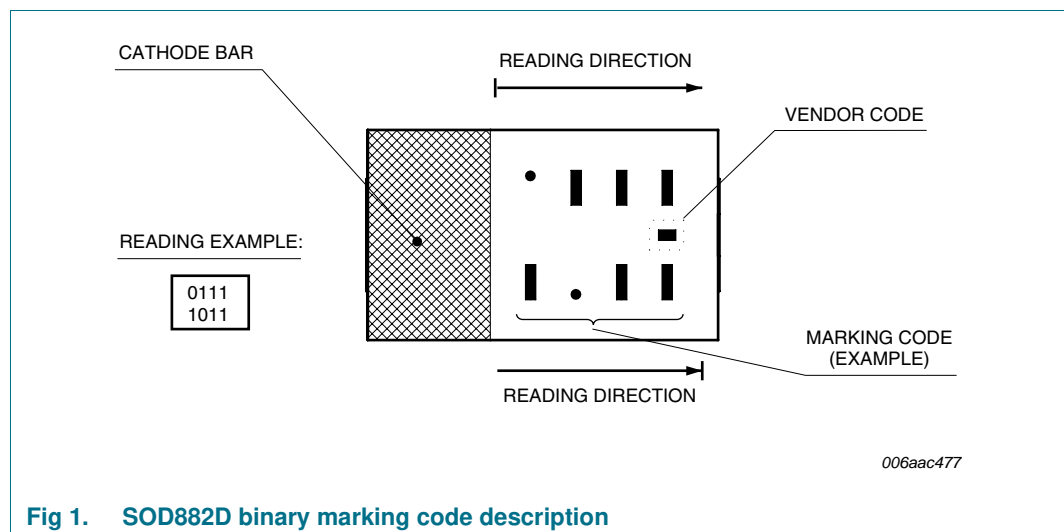 CATHODE BAR
READING DIRECTION
VENDOR CODE
READING EXAMPLE:
0111
1011
MARKING CODE
(EXAMPLE)
READING DIRECTION
006aac477
Fig 1. SOD882D binary marking code description